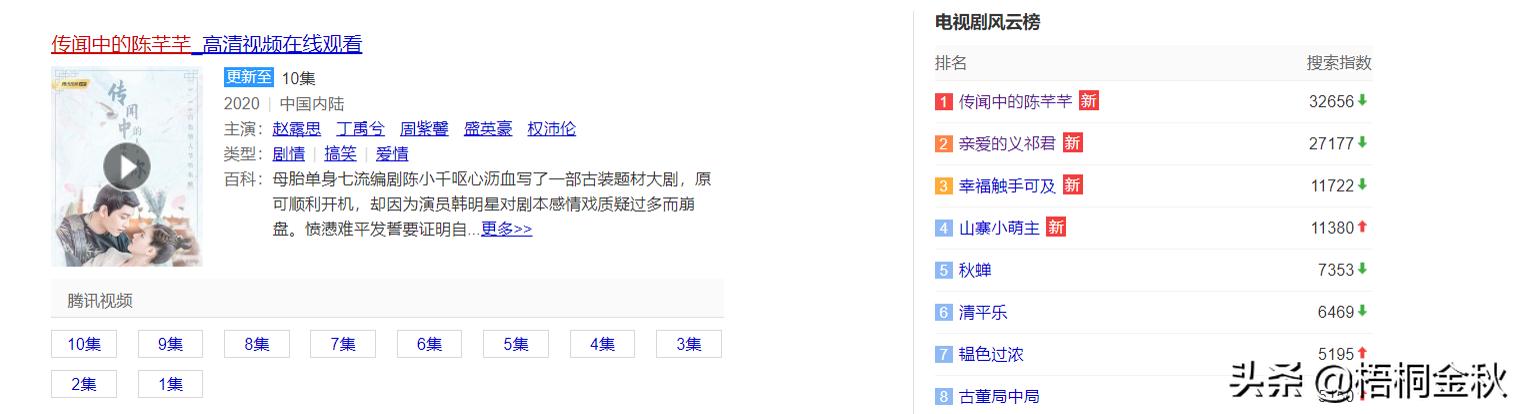 传闻中的陈芊芊_高清视频在线观看
传
闻
中
的
更新至 10集
2020 | 中国内陆
主演： 赵露思 丁禹兮 周紫馨 盛英豪 权沛伦
类型： 剧情 | 搞笑 | 爱情
百科： 母胎单身七流编剧陈小千呕心沥血写了一部古装题材大剧，原
可顺利开机，却因为演员韩明星对剧本感情戏质疑过多而崩
盘。愤懑难平发誓要证明自...更多>>
腾讯视频
10集 9集 8集 7集 6集 5集 4集 3集
2集 1集
电视剧风云榜
排名 搜索指数
1 传闻中的陈芊芊 新 32656
2 亲爱的义祁君 新 27177
3 幸福触手可及 新 11722
4 山寨小萌主 新 11380
5 秋蝉 7353
6 清平乐 6469
7 韫色过浓 5195
8 古董局中局
头条 @梧桐金秋